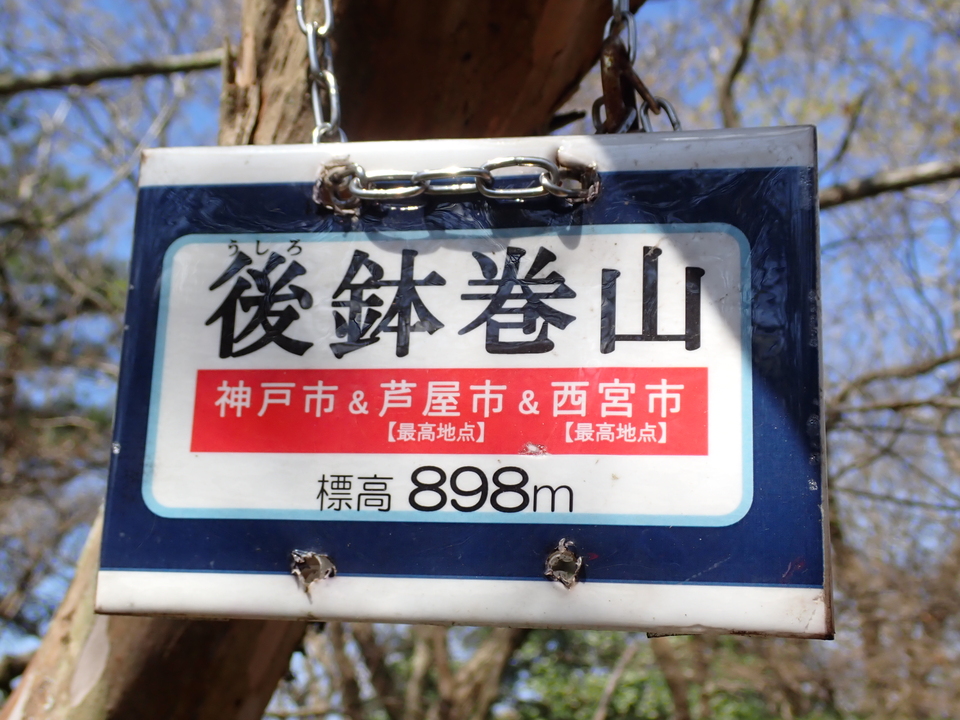 うしろ
後鉢巻山
神戸市&芦屋市&西宮市
【最高地点】 【最高地点】
標高 898m